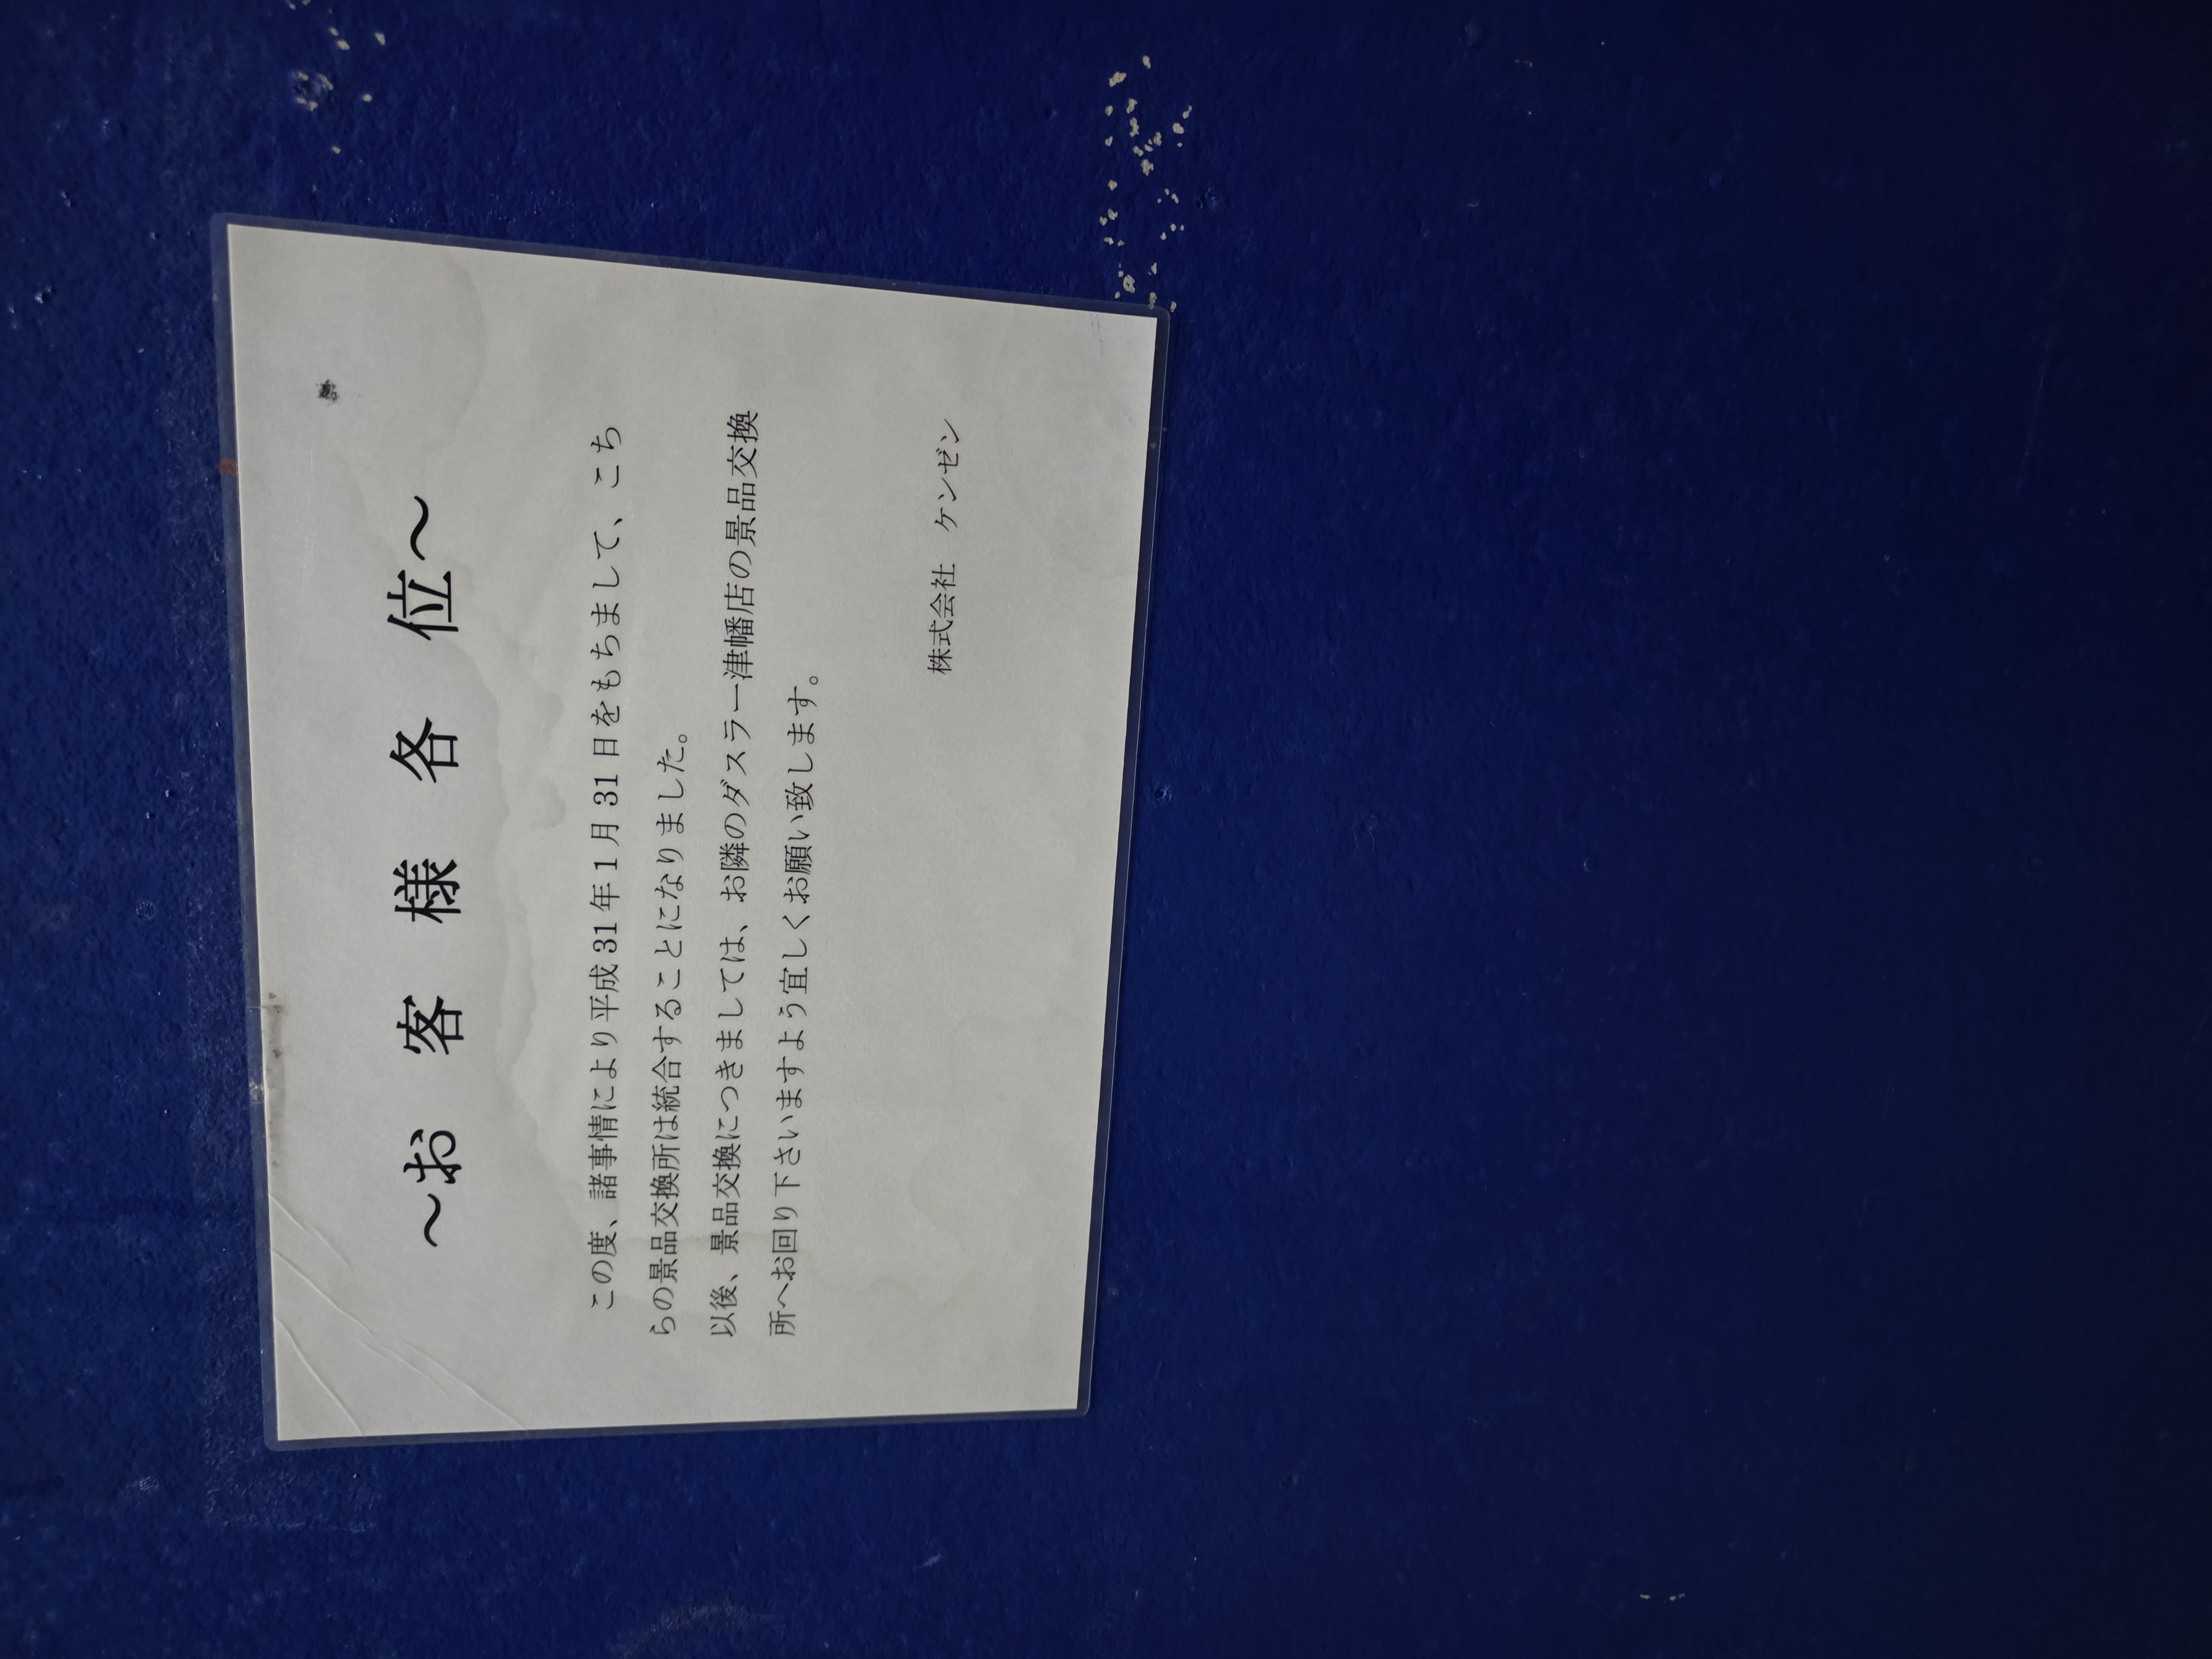 ～お客様各位～
この度、諸事情により平成31年1月31日をもちまして、こち
らの景品交換所は統合することになりました。
以後、景品交換につきましては、お隣のダスラー津幡店の景品交換
所へお回り下さいますよう宜しくお願い致します。
株式会社　ケンゼン